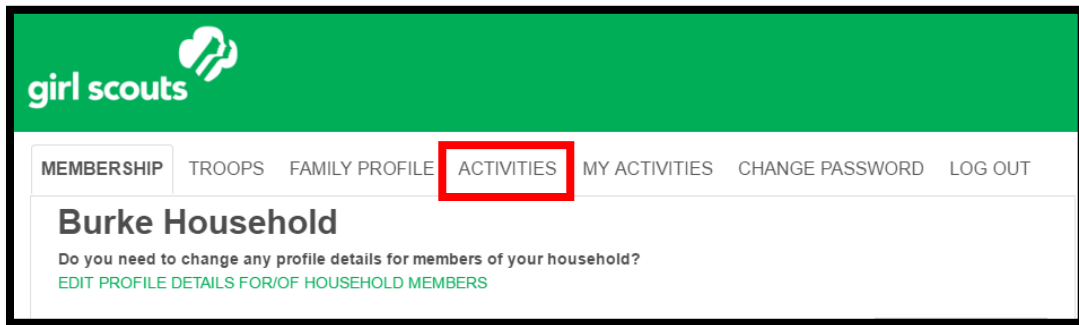 girl scouts
MEMBERSHIP TROOPS FAMILY PROFILE ACTIVITIES MY ACTIVITIES CHANGE PASSWORD LOG OUT
Burke Household
Do you need to change any profile details for members of your household?
EDIT PROFILE DETAILS FOR/OF HOUSEHOLD MEMBERS